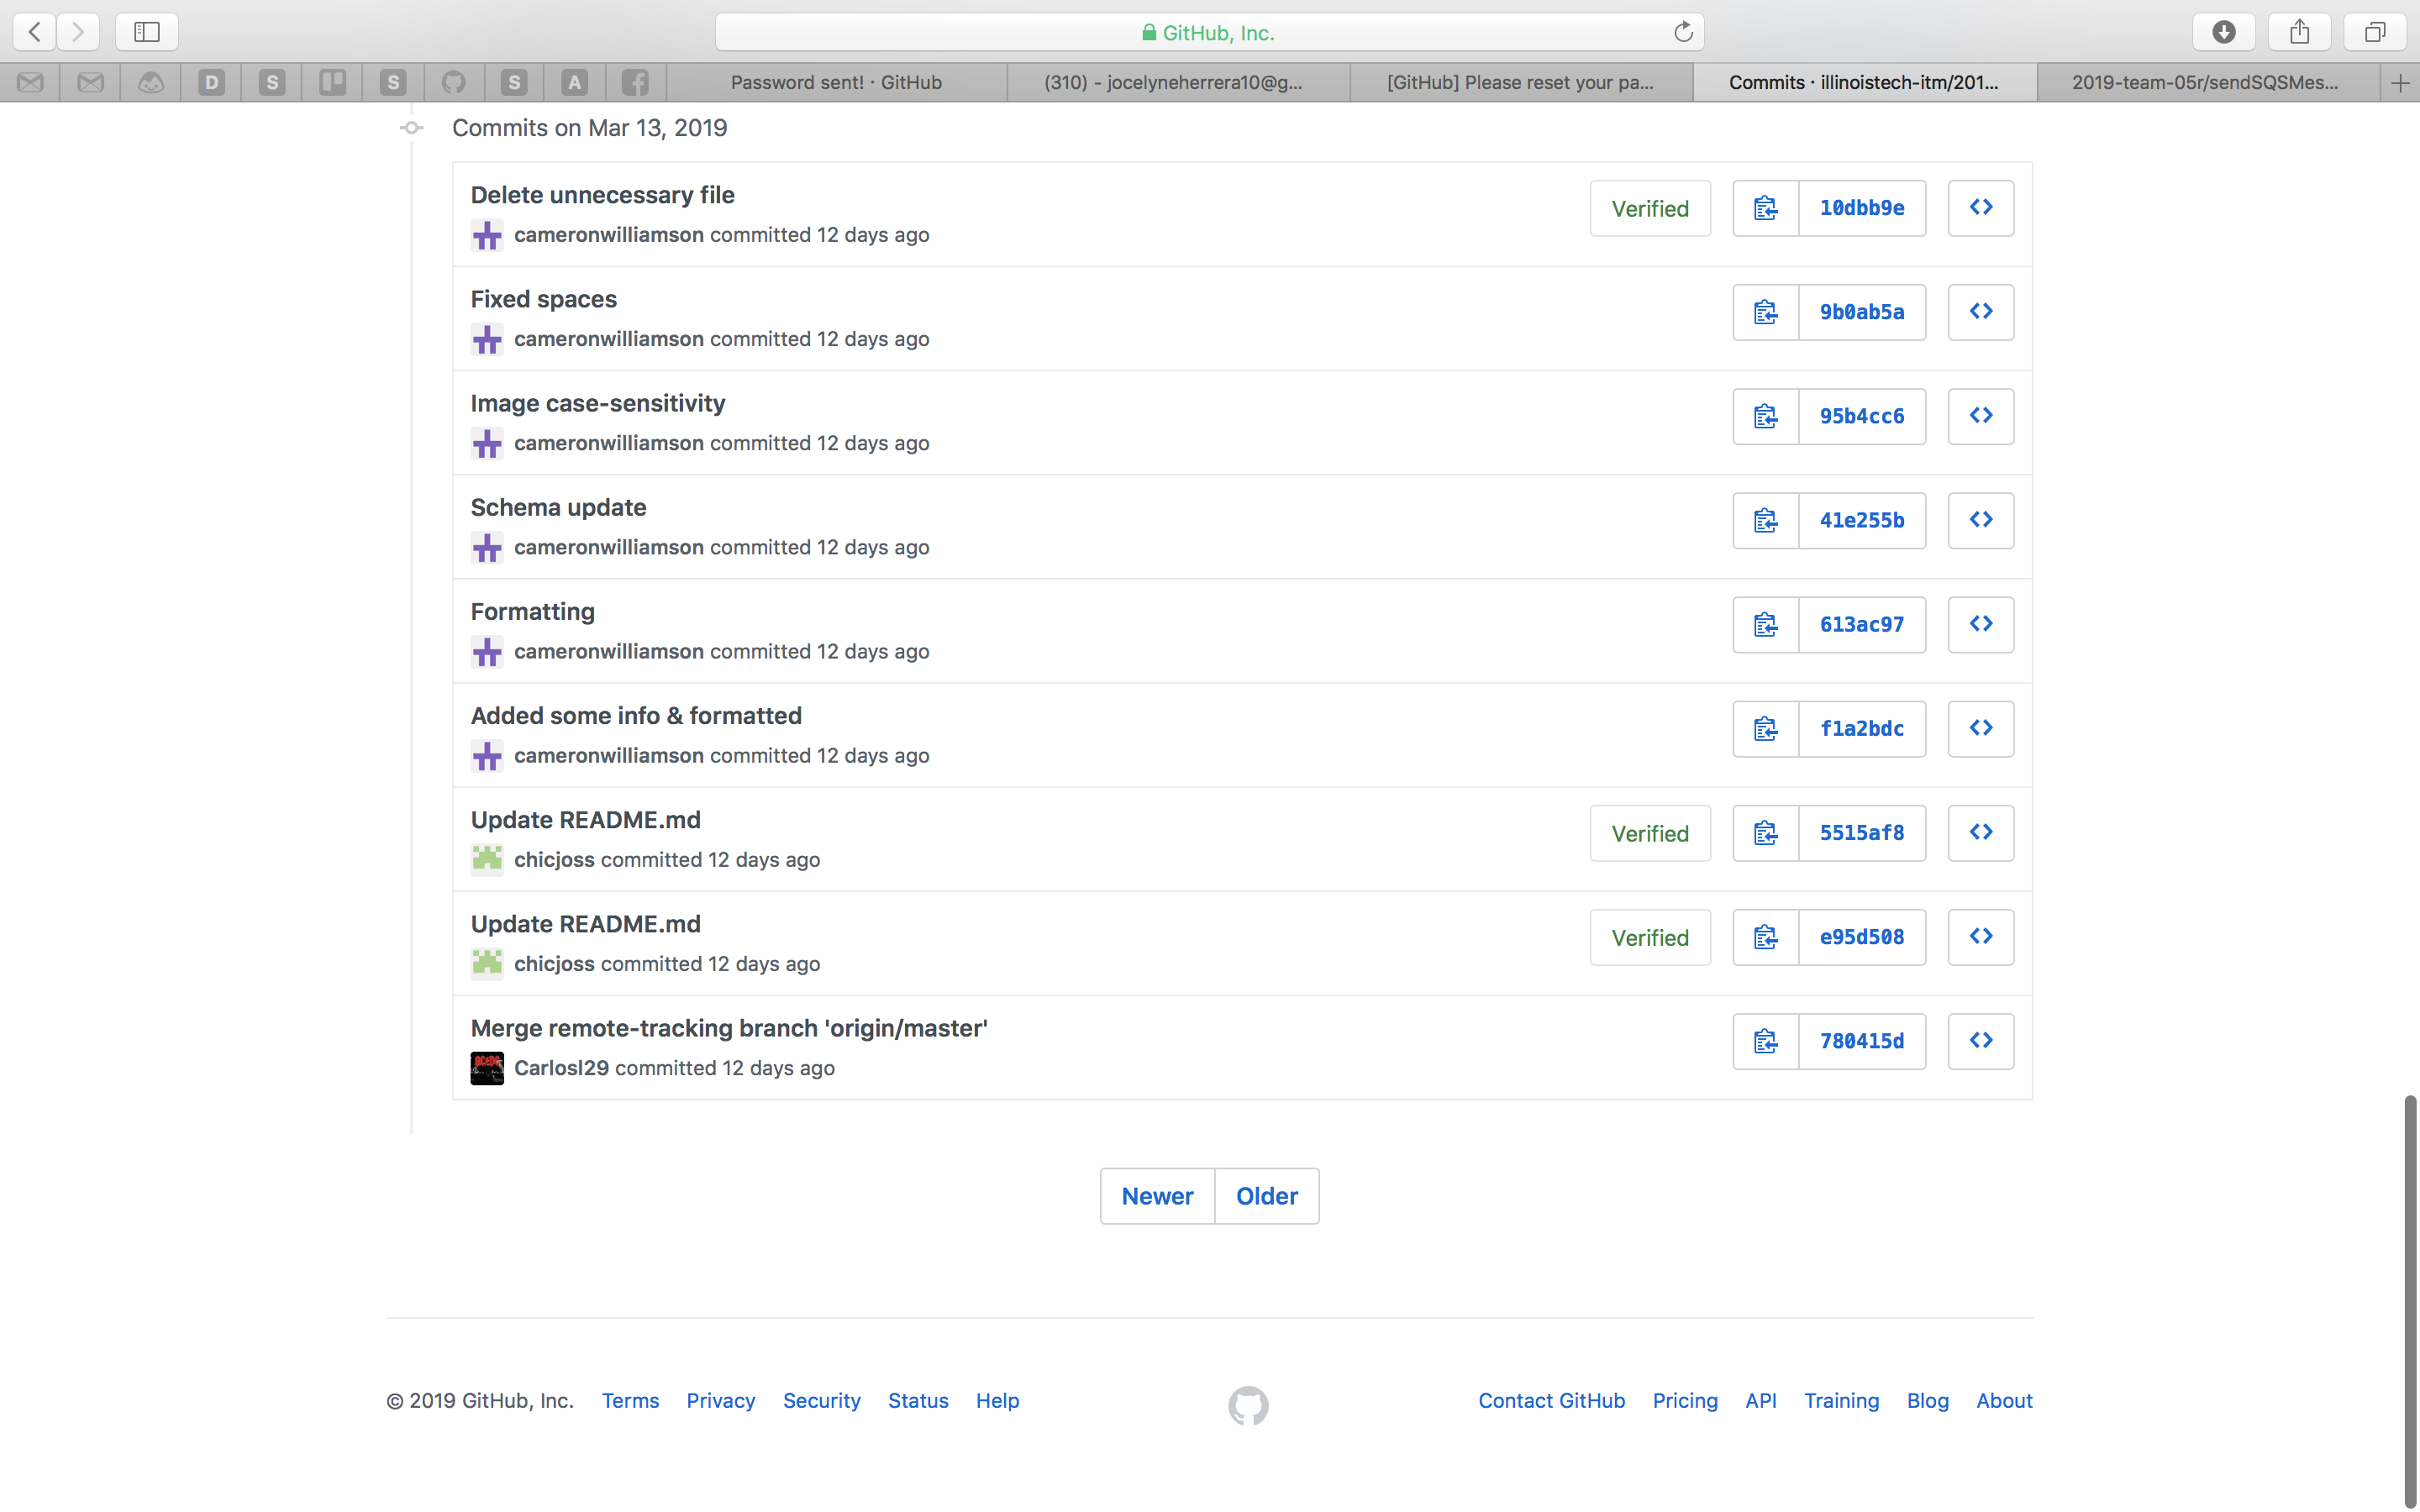 GitHub, Inc.
D
S
S
S
A
Password sent! · GitHub
(310) - jocelyneherrera10@g...
[GitHub] Please reset your pa...
Commits · illinoistech-itm/201...
2019-team-05r/sendSQSMes...
Commits on Mar 13, 2019
Delete unnecessary file
cameronwilliamson committed 12 days ago
Verified
10dbb9e
Fixed spaces
cameronwilliamson committed 12 days ago
9b0ab5a
Image case-sensitivity
cameronwilliamson committed 12 days ago
95b4cc6
Schema update
cameronwilliamson committed 12 days ago
41e255b
Formatting
cameronwilliamson committed 12 days ago
613ac97
Added some info & formatted
cameronwilliamson committed 12 days ago
f1a2bdc
Update README.md
chicjoss committed 12 days ago
Verified
5515af8
Update README.md
chicjoss committed 12 days ago
Verified
e95d508
Merge remote-tracking branch 'origin/master'
Carlosl29 committed 12 days ago
780415d
Newer
Older
© 2019 GitHub, Inc. Terms Privacy Security Status Help
Contact GitHub Pricing API Training Blog About